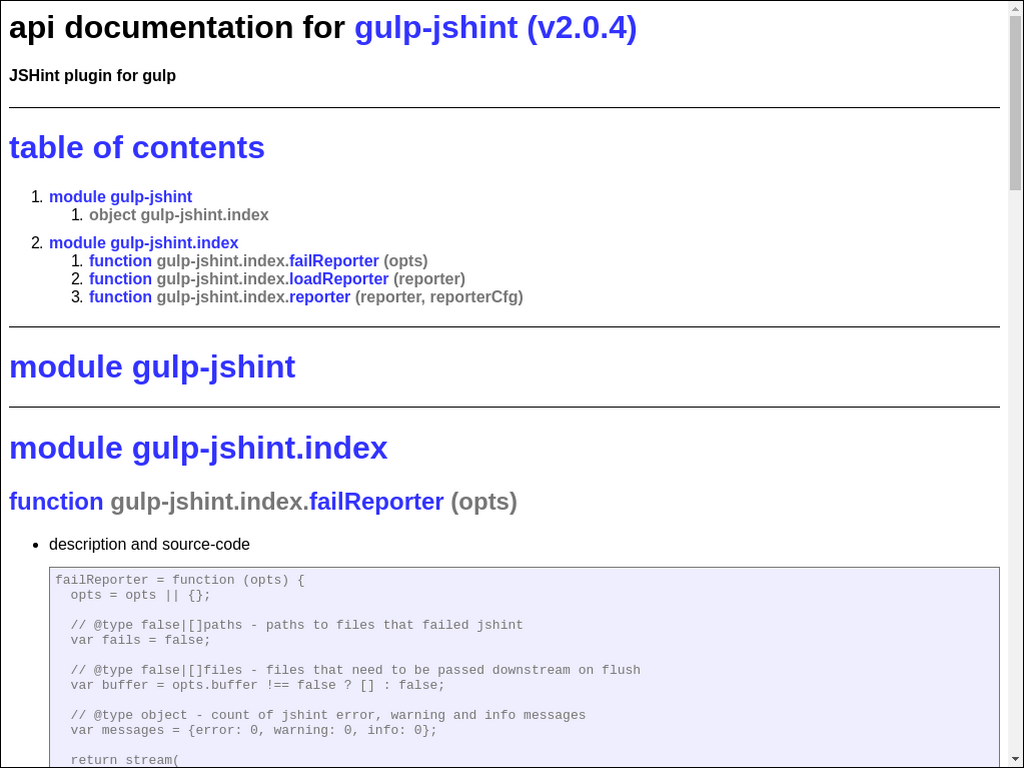 api documentation for gulp-jshint (v2.0.4)
JSHint plugin for gulp
table of contents
1. module gulp-jshint
1. object gulp-jshint.index
2. module gulp-jshint.index
1. function gulp-jshint.index.failReporter (opts)
2. function gulp-jshint.index.loadReporter (reporter)
3. function gulp-jshint.index.reporter (reporter, reporterCfg)
module gulp-jshint
module gulp-jshint.index
function gulp-jshint.index.failReporter (opts)
• description and source-code
failReporter = function (opts) {
  opts = opts || {};
  // @type false|[]paths - paths to files that failed jshint
  var fails = false;
  // @type false|[]files - files that need to be passed downstream on flush
  var buffer = opts.buffer !== false ? [] : false;
  // @type object - count of jshint error, warning and info messages
  var messages = {error: 0, warning: 0, info: 0};
  return stream(